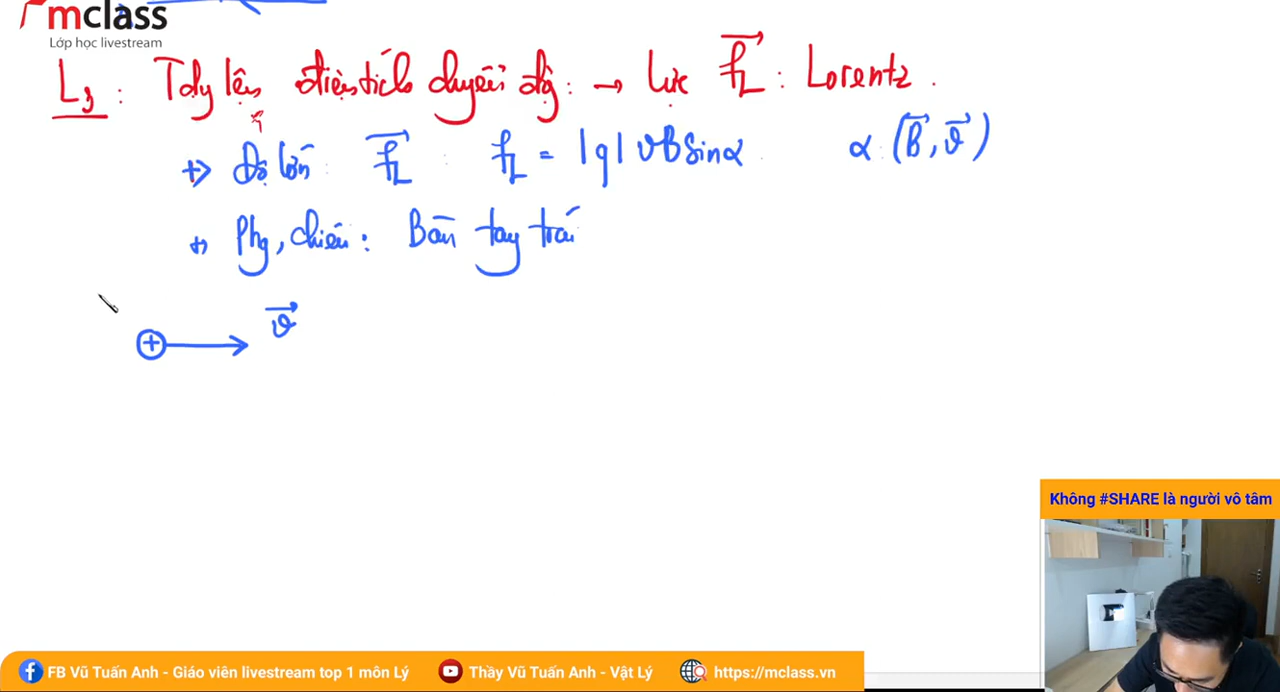 mclass
Lớp học livestream
L3 : Tdụ lên điện tích chuyển độg : → lực f⃗L : Lorentz .
+> Độ lớn : f⃗L : fL = |q| vB sinα . α : (B⃗, v⃗)
+> Phg, chiều : Bàn tay trái
v⃗
+
Không #SHARE là người vô tâm
FB Vũ Tuấn Anh - Giáo viên livestream top 1 môn Lý
Thầy Vũ Tuấn Anh - Vật Lý
https://mclass.vn